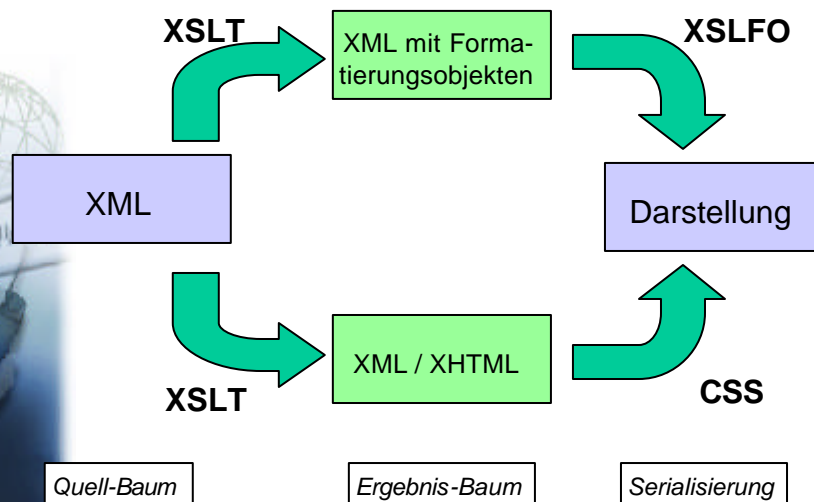 XSLT
XML mit Forma-
tierungsobjekten
XSLFO
XML
Darstellung
XML / XHTML
XSLT
CSS
Quell-Baum
Ergebnis-Baum
Serialisierung